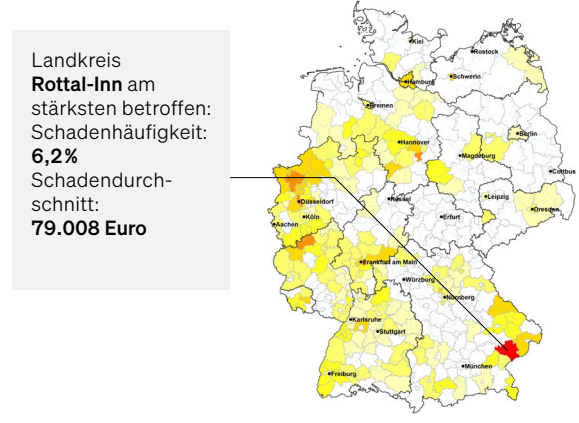 Landkreis
Rottal-Inn am
stärksten betroffen:
Schadenhäufigkeit:
6,2%
Schadendurch-
schnitt:
79.008 Euro
Kiel
Rostock
Hamburg
Schwerin
Bremen
Berlin
Hannover
Magdeburg
Cottbus
Düsseldorf
Kassel
Leipzig
Dresden
Köln
Erfurt
Aachen
Frankfurt am Main
Würzburg
Nürnberg
Karlsruhe
Stuttgart
München
Freiburg